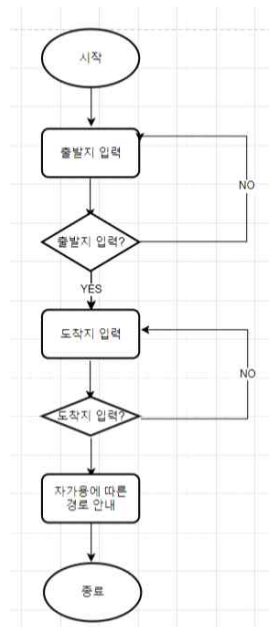 시작
출발지 입력
NO
출발지 입력?
YES
도착지 입력
NO
도착지 입력?
자가용에 따른
경로 안내
종료